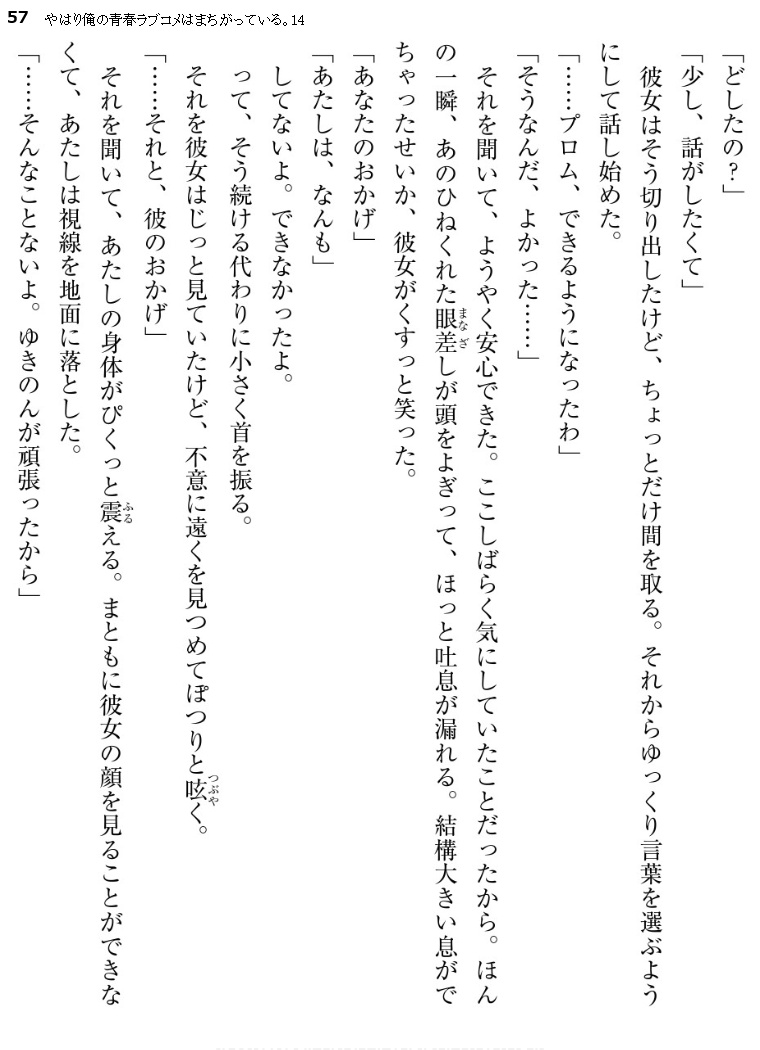 57 やはり俺の青春ラブコメはまちがっている。14
「どしたの？」
「少し、話がしたくて」
　彼女はそう切り出したけど、ちょっとだけ間を取る。それからゆっくり言葉を選ぶよう
にして話し始めた。
「……プロム、できるようになったわ」
「そうなんだ、よかった……」
　それを聞いて、ようやく安心できた。ここしばらく気にしていたことだったから。ほん
の一瞬、あのひねくれた眼差しが頭をよぎって、ほっと吐息が漏れる。結構大きい息がで
ちゃったせいか、彼女がくすっと笑った。
「あなたのおかげ」
「あたしは、なんも」
　してないよ。できなかったよ。
　って、そう続ける代わりに小さく首を振る。
　それを彼女はじっと見ていたけど、不意に遠くを見つめてぽつりと呟く。
「……それと、彼のおかげ」
　それを聞いて、あたしの身体がぴくっと震える。まともに彼女の顔を見ることができな
くて、あたしは視線を地面に落とした。
「……そんなことないよ。ゆきのんが頑張ったから」